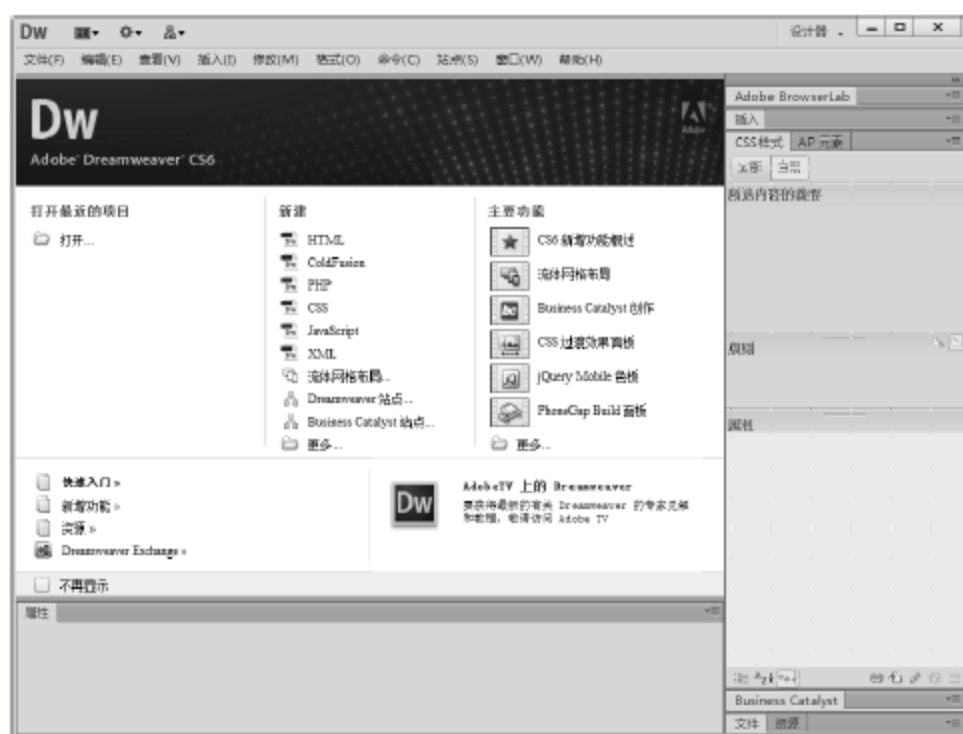 Dw
设计器
文件(F) 编辑(E) 查看(V) 插入(I) 修改(M) 格式(O) 命令(C) 站点(S) 窗口(W) 帮助(H)
Dw
Adobe
Adobe Dreamweaver CS6
打开最近的项目
打开...
新建
HTML
ColdFusion
PHP
CSS
JavaScript
XML
流体网格布局...
Dreamweaver 站点...
Business Catalyst 站点...
更多...
主要功能
CS6 新增功能概述
流体网格布局
Business Catalyst 创作
CSS 过渡效果面板
jQuery Mobile 色板
PhoneGap Build 面板
更多...
快速入门 »
新增功能 »
资源 »
Dreamweaver Exchange »
Dw
AdobeTV 上的 Dreamweaver
要获得最新的有关 Dreamweaver 的专家见解
和教程，敬请访问 Adobe TV
不再显示
属性
Adobe BrowserLab
插入
CSS样式 AP 元素
全部 当前
所选内容的摘要
规则
属性
Business Catalyst
文件 资源